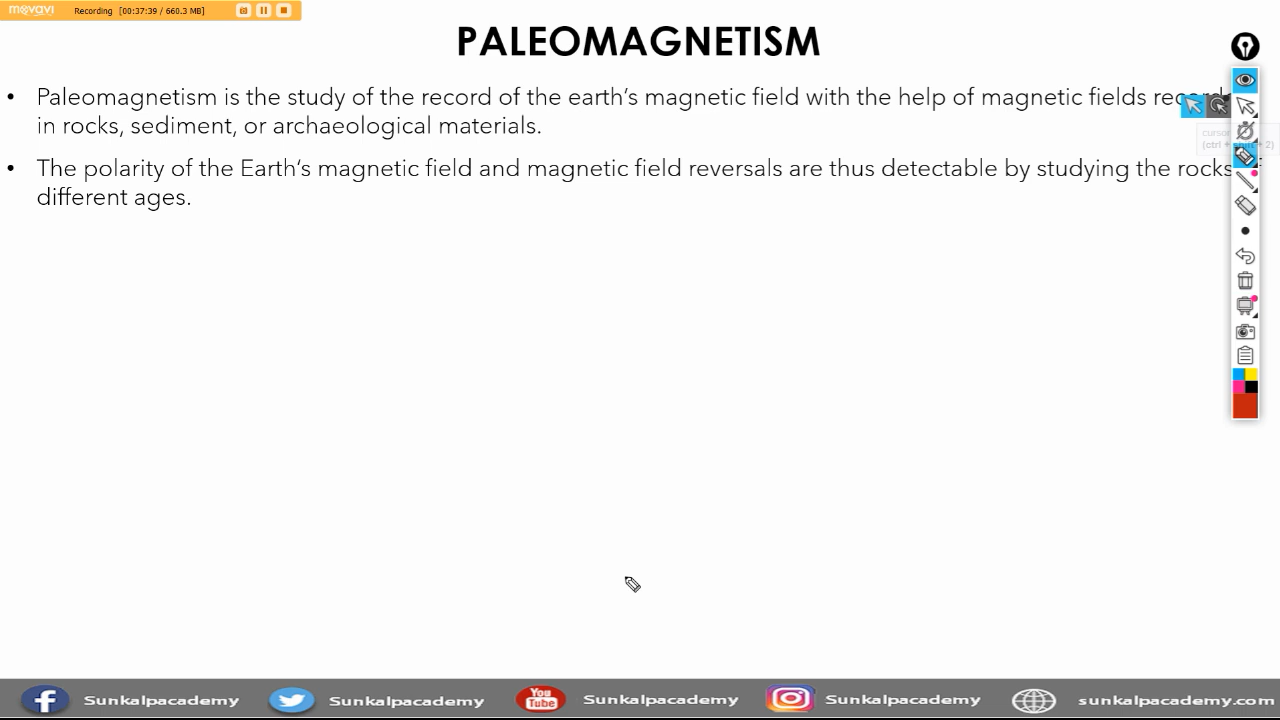 movavi Recording [00:37:39 / 660.3 MB]
PALEOMAGNETISM
• Paleomagnetism is the study of the record of the earth's magnetic field with the help of magnetic fields
in rocks, sediment, or archaeological materials.
• The polarity of the Earth's magnetic field and magnetic field reversals are thus detectable by studying the rocks
different ages.
Sunkalpacademy Sunkalpacademy You Tube Sunkalpacademy Sunkalpacademy sunkalpacademy.com